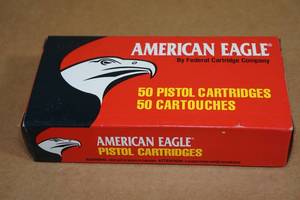 AMERICAN EAGLE®
By Federal Cartridge Company
50 PISTOL CARTRIDGES
50 CARTOUCHES
AMERICAN EAGLE®
PISTOL CARTRIDGES